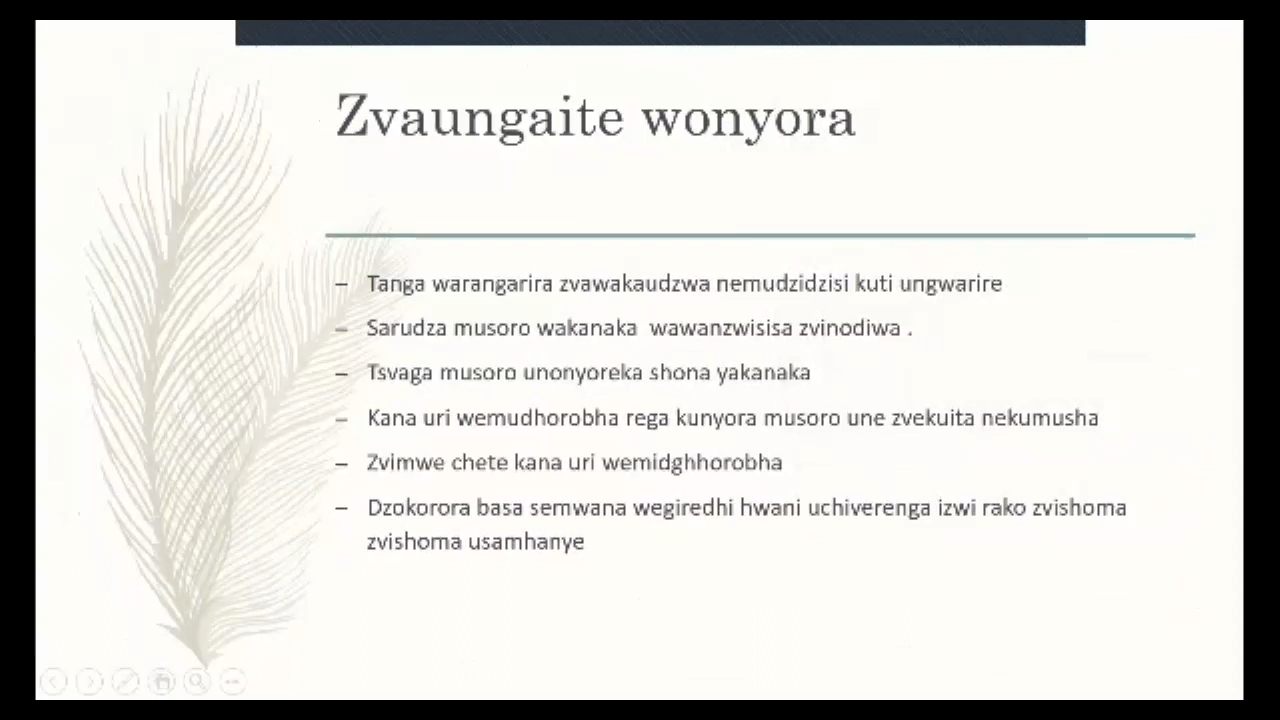 Zvaungaite wonyora
– Tanga warangarira zvawakaudzwa nemudzidzisi kuti ungwarire
– Sarudza musoro wakanaka wawanzwisisa zvinodiwa .
– Tsvaga musoro unonyoreka shona yakanaka
– Kana uri wemudhorobha rega kunyora musoro une zvekuita nekumusha
– Zvimwe chete kana uri wemidghhorobha
– Dzokorora basa semwana wegiredhi hwani uchiverenga izwi rako zvishoma
zvishoma usamhanye